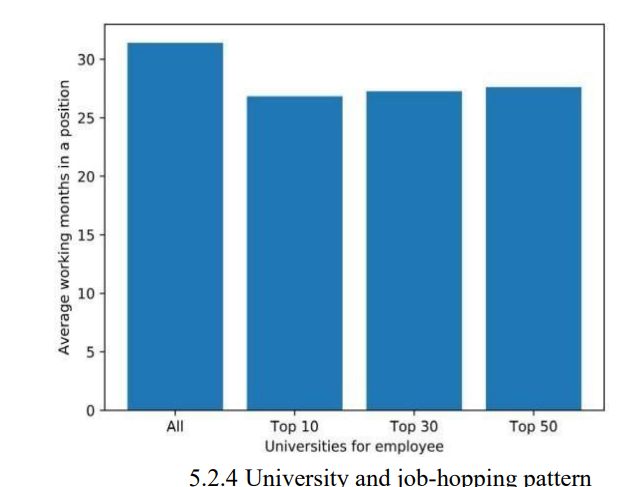 Average working months in a position
30
25
20
15
10
5
0
All Top 10 Top 30 Top 50
Universities for employee
5.2.4 University and job-hopping pattern